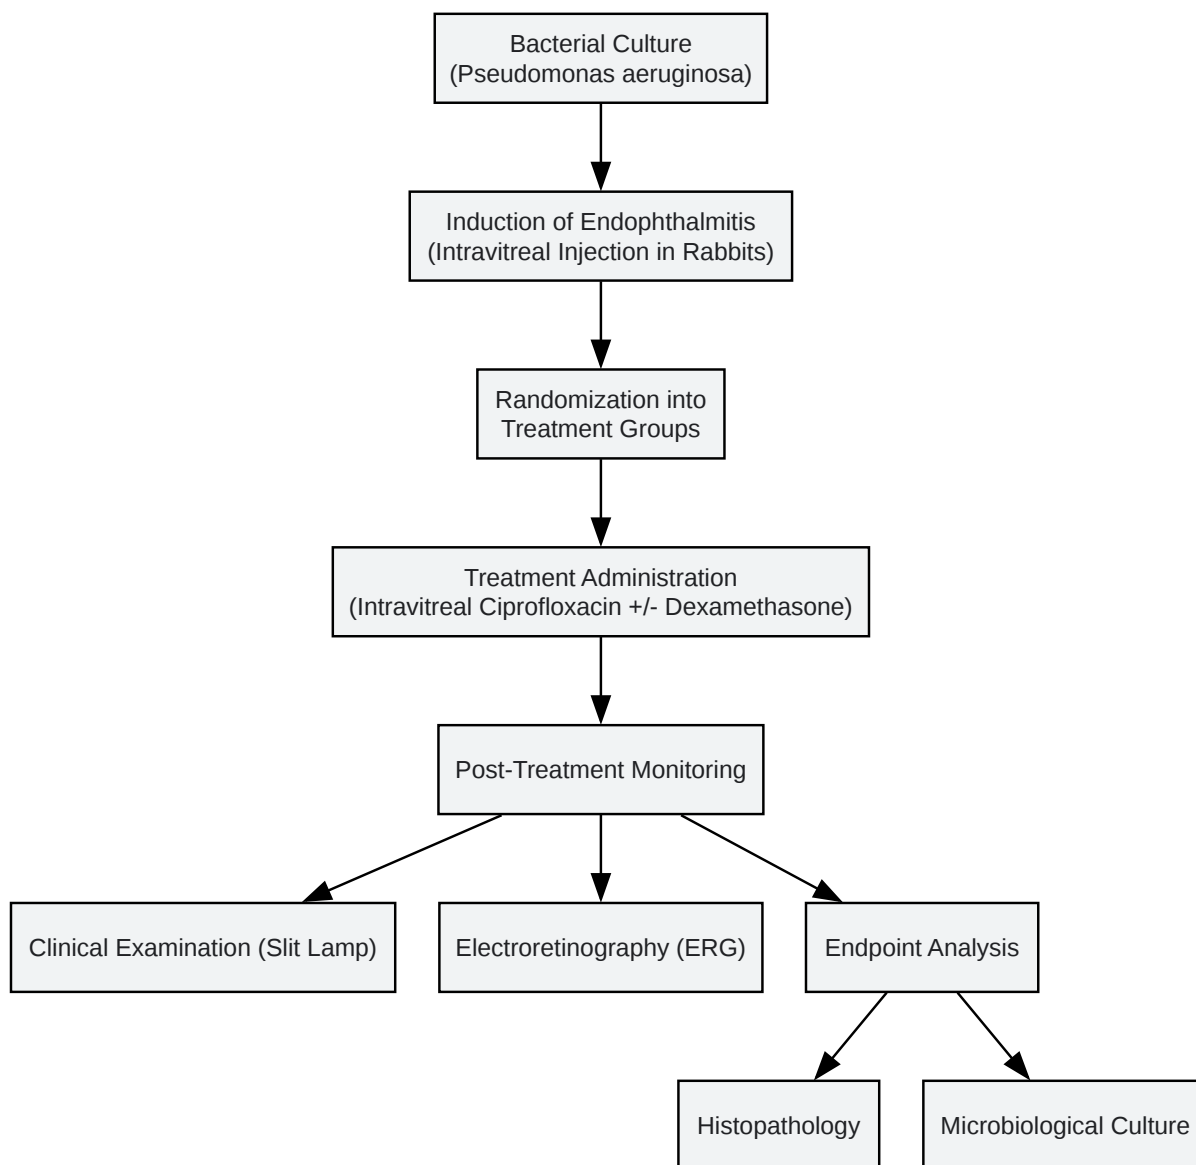 Bacterial Culture
(Pseudomonas aeruginosa)
Induction of Endophthalmitis
(Intravitreal Injection in Rabbits)
Randomization into
Treatment Groups
Treatment Administration
(Intravitreal Ciprofloxacin +/- Dexamethasone)
Post-Treatment Monitoring
Clinical Examination (Slit Lamp)
Electroretinography (ERG)
Endpoint Analysis
Histopathology
Microbiological Culture